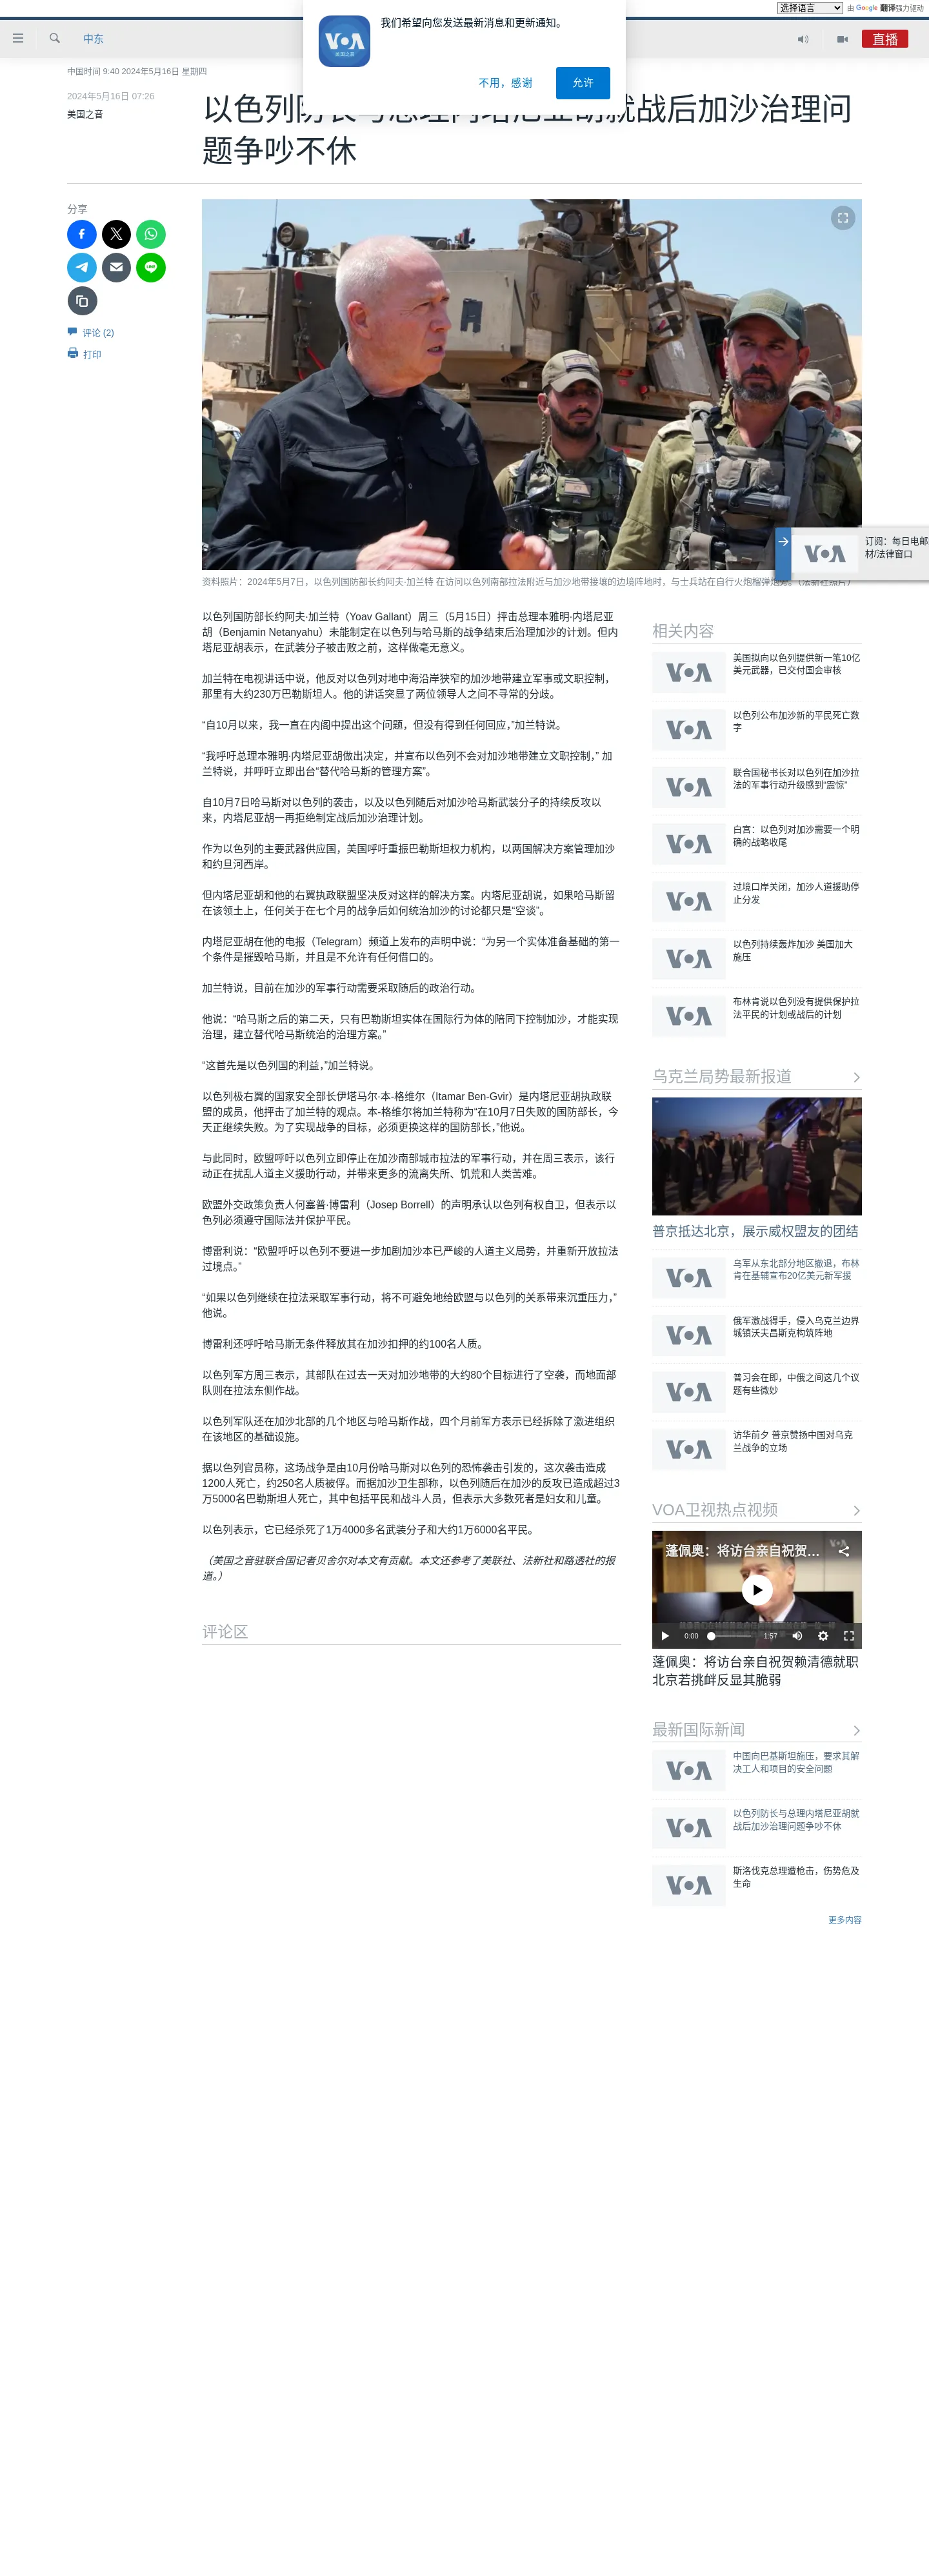 选择语言
由 Google 翻译强力驱动
我们希望向您发送最新消息和更新通知。
VOA
美国之音
不用，感谢
允许
中东
直播
中国时间 9:40 2024年5月16日 星期四
2024年5月16日 07:26
美国之音
就战后加沙治理问
题争吵不休
分享
评论 (2)
打印
订阅：每日电邮
材/法律窗口
资料照片：2024年5月7日，以色列国防部长约阿夫·加兰特 在访问以色列南部拉法附近与加沙地带接壤的边境阵地时，与士兵站在自行火炮榴弹炮旁。（法新社照片）
以色列国防部长约阿夫·加兰特（Yoav Gallant）周三（5月15日）抨击总理本雅明·内塔尼亚
胡（Benjamin Netanyahu）未能制定在以色列与哈马斯的战争结束后治理加沙的计划。但内
塔尼亚胡表示，在武装分子被击败之前，这样做毫无意义。
加兰特在电视讲话中说，他反对以色列对地中海沿岸狭窄的加沙地带建立军事或文职控制，
那里有大约230万巴勒斯坦人。他的讲话突显了两位领导人之间不寻常的分歧。
“自10月以来，我一直在内阁中提出这个问题，但没有得到任何回应，”加兰特说。
“我呼吁总理本雅明·内塔尼亚胡做出决定，并宣布以色列不会对加沙地带建立文职控制，” 加
兰特说，并呼吁立即出台“替代哈马斯的管理方案”。
自10月7日哈马斯对以色列的袭击，以及以色列随后对加沙哈马斯武装分子的持续反攻以
来，内塔尼亚胡一再拒绝制定战后加沙治理计划。
作为以色列的主要武器供应国，美国呼吁重振巴勒斯坦权力机构，以两国解决方案管理加沙
和约旦河西岸。
但内塔尼亚胡和他的右翼执政联盟坚决反对这样的解决方案。内塔尼亚胡说，如果哈马斯留
在该领土上，任何关于在七个月的战争后如何统治加沙的讨论都只是“空谈”。
内塔尼亚胡在他的电报（Telegram）频道上发布的声明中说：“为另一个实体准备基础的第一
个条件是摧毁哈马斯，并且是不允许有任何借口的。
加兰特说，目前在加沙的军事行动需要采取随后的政治行动。
他说：“哈马斯之后的第二天，只有巴勒斯坦实体在国际行为体的陪同下控制加沙，才能实现
治理，建立替代哈马斯统治的治理方案。”
“这首先是以色列国的利益，”加兰特说。
以色列极右翼的国家安全部长伊塔马尔·本-格维尔（Itamar Ben-Gvir）是内塔尼亚胡执政联
盟的成员，他抨击了加兰特的观点。本-格维尔将加兰特称为“在10月7日失败的国防部长，今
天正继续失败。为了实现战争的目标，必须更换这样的国防部长，”他说。
与此同时，欧盟呼吁以色列立即停止在加沙南部城市拉法的军事行动，并在周三表示，该行
动正在扰乱人道主义援助行动，并带来更多的流离失所、饥荒和人类苦难。
欧盟外交政策负责人何塞普·博雷利（Josep Borrell）的声明承认以色列有权自卫，但表示以
色列必须遵守国际法并保护平民。
博雷利说：“欧盟呼吁以色列不要进一步加剧加沙本已严峻的人道主义局势，并重新开放拉法
过境点。”
“如果以色列继续在拉法采取军事行动，将不可避免地给欧盟与以色列的关系带来沉重压力，”
他说。
博雷利还呼吁哈马斯无条件释放其在加沙扣押的约100名人质。
以色列军方周三表示，其部队在过去一天对加沙地带的大约80个目标进行了空袭，而地面部
队则在拉法东侧作战。
以色列军队还在加沙北部的几个地区与哈马斯作战，四个月前军方表示已经拆除了激进组织
在该地区的基础设施。
据以色列官员称，这场战争是由10月份哈马斯对以色列的恐怖袭击引发的，这次袭击造成
1200人死亡，约250名人质被俘。而据加沙卫生部称，以色列随后在加沙的反攻已造成超过3
万5000名巴勒斯坦人死亡，其中包括平民和战斗人员，但表示大多数死者是妇女和儿童。
以色列表示，它已经杀死了1万4000多名武装分子和大约1万6000名平民。
（美国之音驻联合国记者贝舍尔对本文有贡献。本文还参考了美联社、法新社和路透社的报
道。）
评论区
相关内容
美国拟向以色列提供新一笔10亿
美元武器，已交付国会审核
以色列公布加沙新的平民死亡数
字
联合国秘书长对以色列在加沙拉
法的军事行动升级感到“震惊”
白宫：以色列对加沙需要一个明
确的战略收尾
过境口岸关闭，加沙人道援助停
止分发
以色列持续轰炸加沙 美国加大
施压
布林肯说以色列没有提供保护拉
法平民的计划或战后的计划
乌克兰局势最新报道
普京抵达北京，展示威权盟友的团结
乌军从东北部分地区撤退，布林
肯在基辅宣布20亿美元新军援
俄军激战得手，侵入乌克兰边界
城镇沃夫昌斯克构筑阵地
普习会在即，中俄之间这几个议
题有些微妙
访华前夕 普京赞扬中国对乌克
兰战争的立场
VOA卫视热点视频
蓬佩奥：将访台亲自祝贺…
0:00
1:57
蓬佩奥：将访台亲自祝贺赖清德就职
北京若挑衅反显其脆弱
最新国际新闻
中国向巴基斯坦施压，要求其解
决工人和项目的安全问题
以色列防长与总理内塔尼亚胡就
战后加沙治理问题争吵不休
斯洛伐克总理遭枪击，伤势危及
生命
更多内容